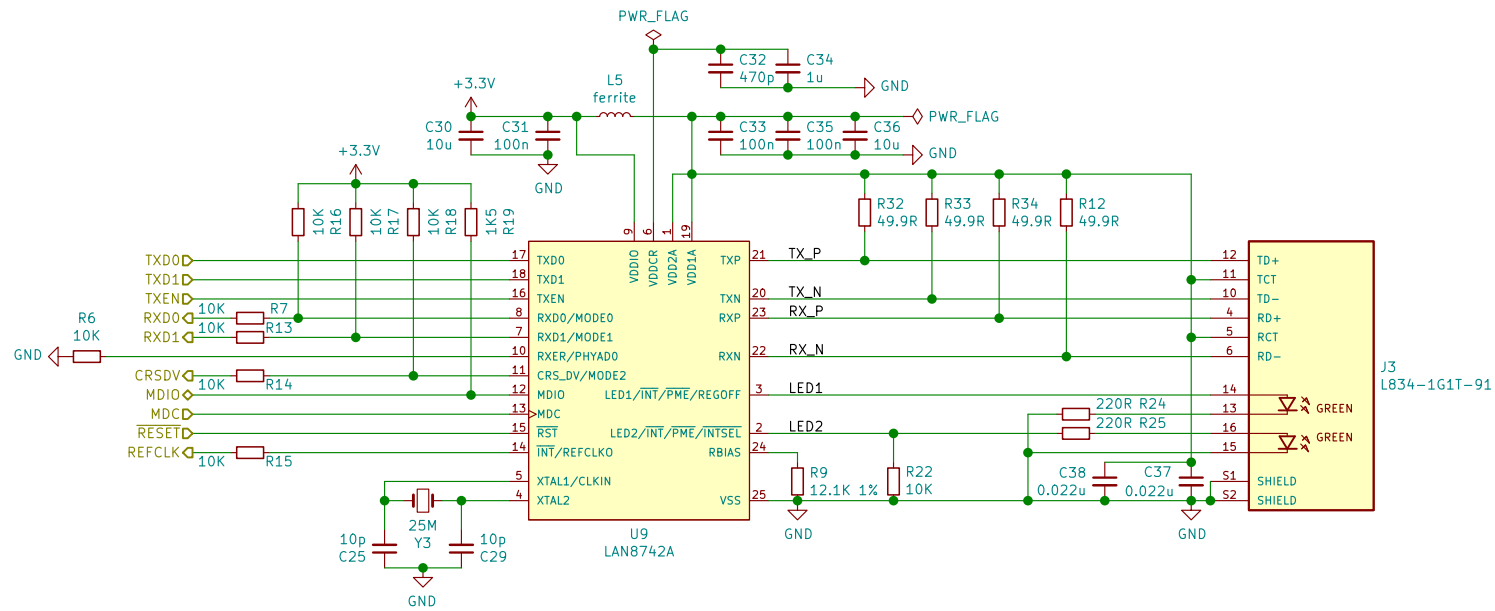 PWR_FLAG
C32
470p
C34
1u
GND
+3.3V
L5
ferrite
C30
10u
C31
100n
C33
100n
C35
100n
C36
10u
PWR_FLAG
GND
GND
+3.3V
10K
R16
10K
R17
10K
R18
1K5
R19
9
6
1
19
VDDIO
VDDCR
VDD2A
VDD1A
R32
49.9R
R33
49.9R
R34
49.9R
R12
49.9R
TXD0
17
TXD0
TXP
21
TX_P
12
TD+
TXD1
18
TXD1
11
TCT
TXEN
16
TXEN
TXN
20
TX_N
10
TD-
RXD0
10K
R7
8
RXD0/MODE0
RXP
23
RX_P
4
RD+
RXD1
10K
R13
7
RXD1/MODE1
5
RCT
R6
10K
GND
10
RXER/PHYAD0
RXN
22
RX_N
6
RD-
CRSDV
10K
R14
11
CRS_DV/MODE2
J3
L834-1G1T-91
MDIO
12
MDIO
LED1/INT/PME/REGOFF
3
LED1
14
MDC
13
MDC
220R R24
13
GREEN
RESET
15
RST
LED2/INT/PME/INTSEL
2
LED2
220R R25
16
GREEN
REFCLK
10K
R15
14
INT/REFCLKO
RBIAS
24
15
R9
12.1K 1%
R22
10K
C38
0.022u
C37
0.022u
5
XTAL1/CLKIN
S1
SHIELD
4
XTAL2
VSS
25
S2
SHIELD
25M
Y3
10p
C25
10p
C29
GND
U9
LAN8742A
GND
GND